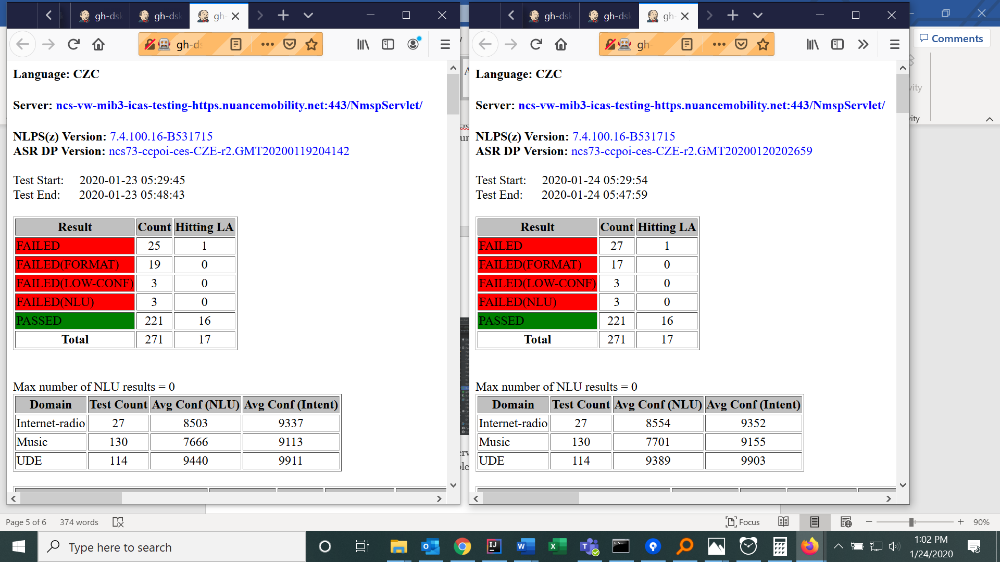 gh-dsk
gh-dsk
gh-
gh-ds
Language: CZC
Server: ncs-vw-mib3-icas-testing-https.nuancemobility.net:443/NmspServlet/
NLPS(z) Version: 7.4.100.16-B531715
ASR DP Version: ncs73-ccpoi-ces-CZE-r2.GMT20200119204142
Test Start: 2020-01-23 05:29:45
Test End: 2020-01-23 05:48:43
Result Count Hitting LA
FAILED 25 1
FAILED(FORMAT) 19 0
FAILED(LOW-CONF) 3 0
FAILED(NLU) 3 0
PASSED 221 16
Total 271 17
Max number of NLU results = 0
Domain Test Count Avg Conf (NLU) Avg Conf (Intent)
Internet-radio 27 8503 9337
Music 130 7666 9113
UDE 114 9440 9911
gh-dsk
gh-dsk
gh-
gh-
Language: CZC
Server: ncs-vw-mib3-icas-testing-https.nuancemobility.net:443/NmspServlet/
NLPS(z) Version: 7.4.100.16-B531715
ASR DP Version: ncs73-ccpoi-ces-CZE-r2.GMT20200120202659
Test Start: 2020-01-24 05:29:54
Test End: 2020-01-24 05:47:59
Result Count Hitting LA
FAILED 27 1
FAILED(FORMAT) 17 0
FAILED(LOW-CONF) 3 0
FAILED(NLU) 3 0
PASSED 221 16
Total 271 17
Max number of NLU results = 0
Domain Test Count Avg Conf (NLU) Avg Conf (Intent)
Internet-radio 27 8554 9352
Music 130 7701 9155
UDE 114 9389 9903
Comments
Page 5 of 6 374 words
Focus
90%
Type here to search
1:02 PM
1/24/2020